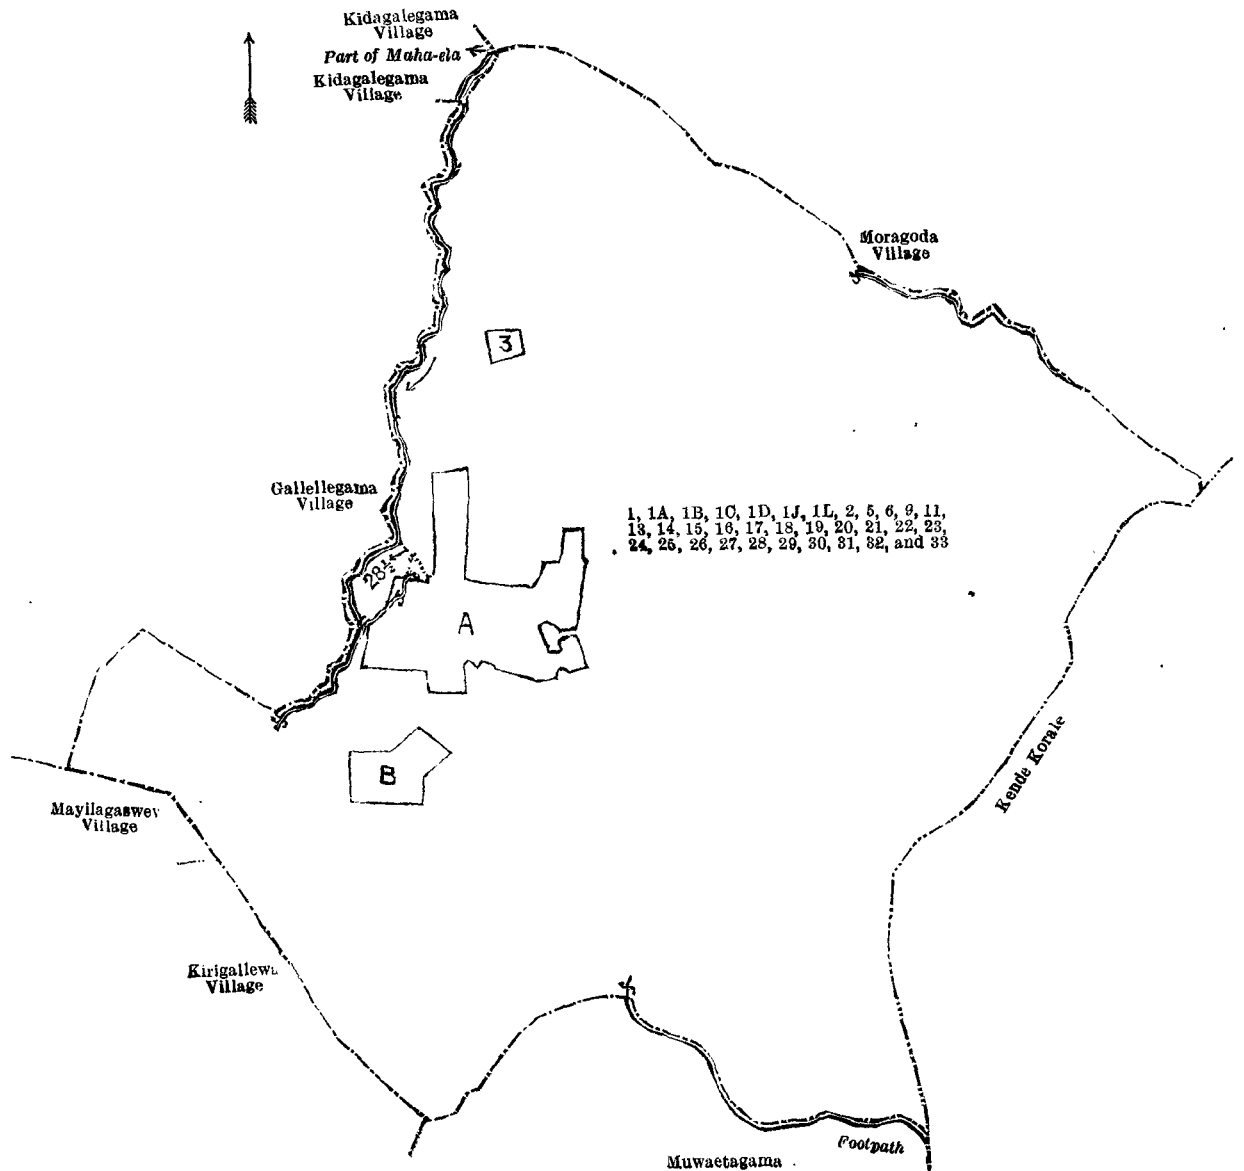 Kidagalegama
Village
Part of Maha-ela
Kidagalegama
Village
Moragoda
Village
3
Gallellegama
Village
1, 1A, 1B, 1C, 1D, 1J, 1L, 2, 5, 6, 9, 11,
13, 14, 15, 16, 17, 18, 19, 20, 21, 22, 23,
24, 25, 26, 27, 28, 29, 30, 31, 32, and 33
28½
A
B
Kende Korale
Mayilagaswev
Village
Kirigallewa
Village
Footpath
Muwaetagama